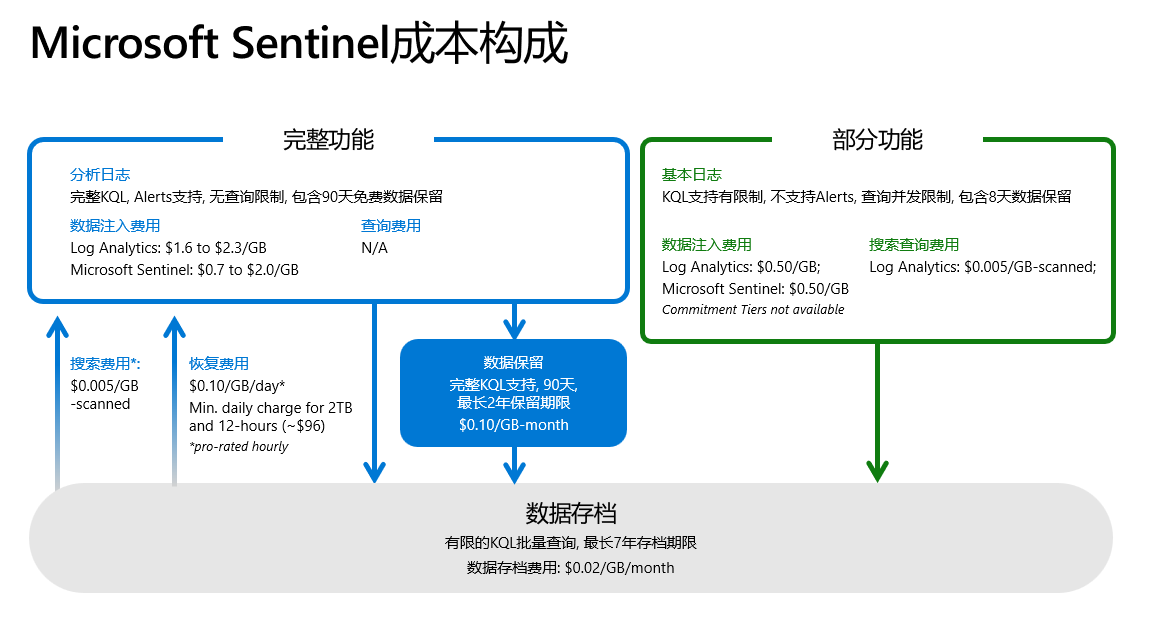 Microsoft Sentinel成本构成
完整功能
分析日志
完整KQL, Alerts支持, 无查询限制, 包含90天免费数据保留
数据注入费用
Log Analytics: $1.6 to $2.3/GB
Microsoft Sentinel: $0.7 to $2.0/GB
查询费用
N/A
部分功能
基本日志
KQL支持有限制, 不支持Alerts, 查询并发限制, 包含8天数据保留
数据注入费用
Log Analytics: $0.50/GB;
Microsoft Sentinel: $0.50/GB
Commitment Tiers not available
搜索查询费用
Log Analytics: $0.005/GB-scanned;
搜索费用*:
$0.005/GB
-scanned
恢复费用
$0.10/GB/day*
Min. daily charge for 2TB
and 12-hours (~$96)
*pro-rated hourly
数据保留
完整KQL支持, 90天,
最长2年保留期限
$0.10/GB-month
数据存档
有限的KQL批量查询, 最长7年存档期限
数据存档费用: $0.02/GB/month